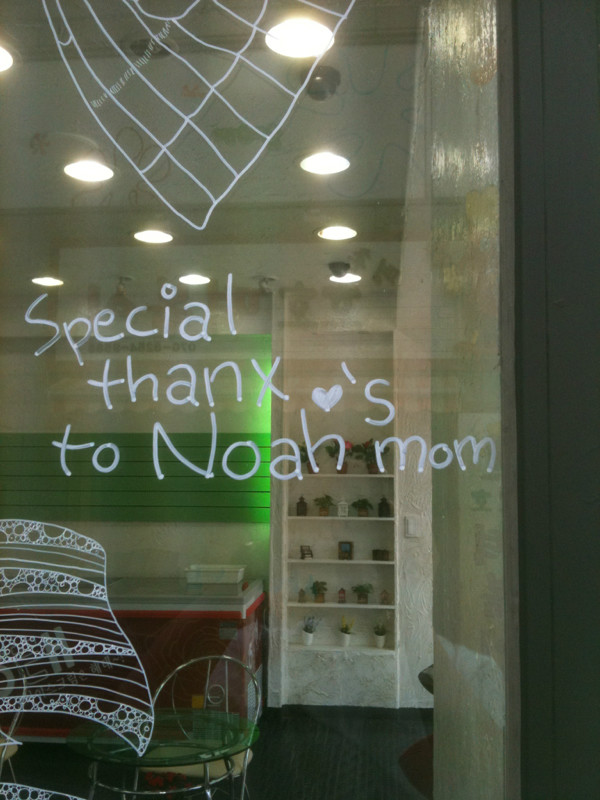 Special
thanx ♥
to Noah's mom